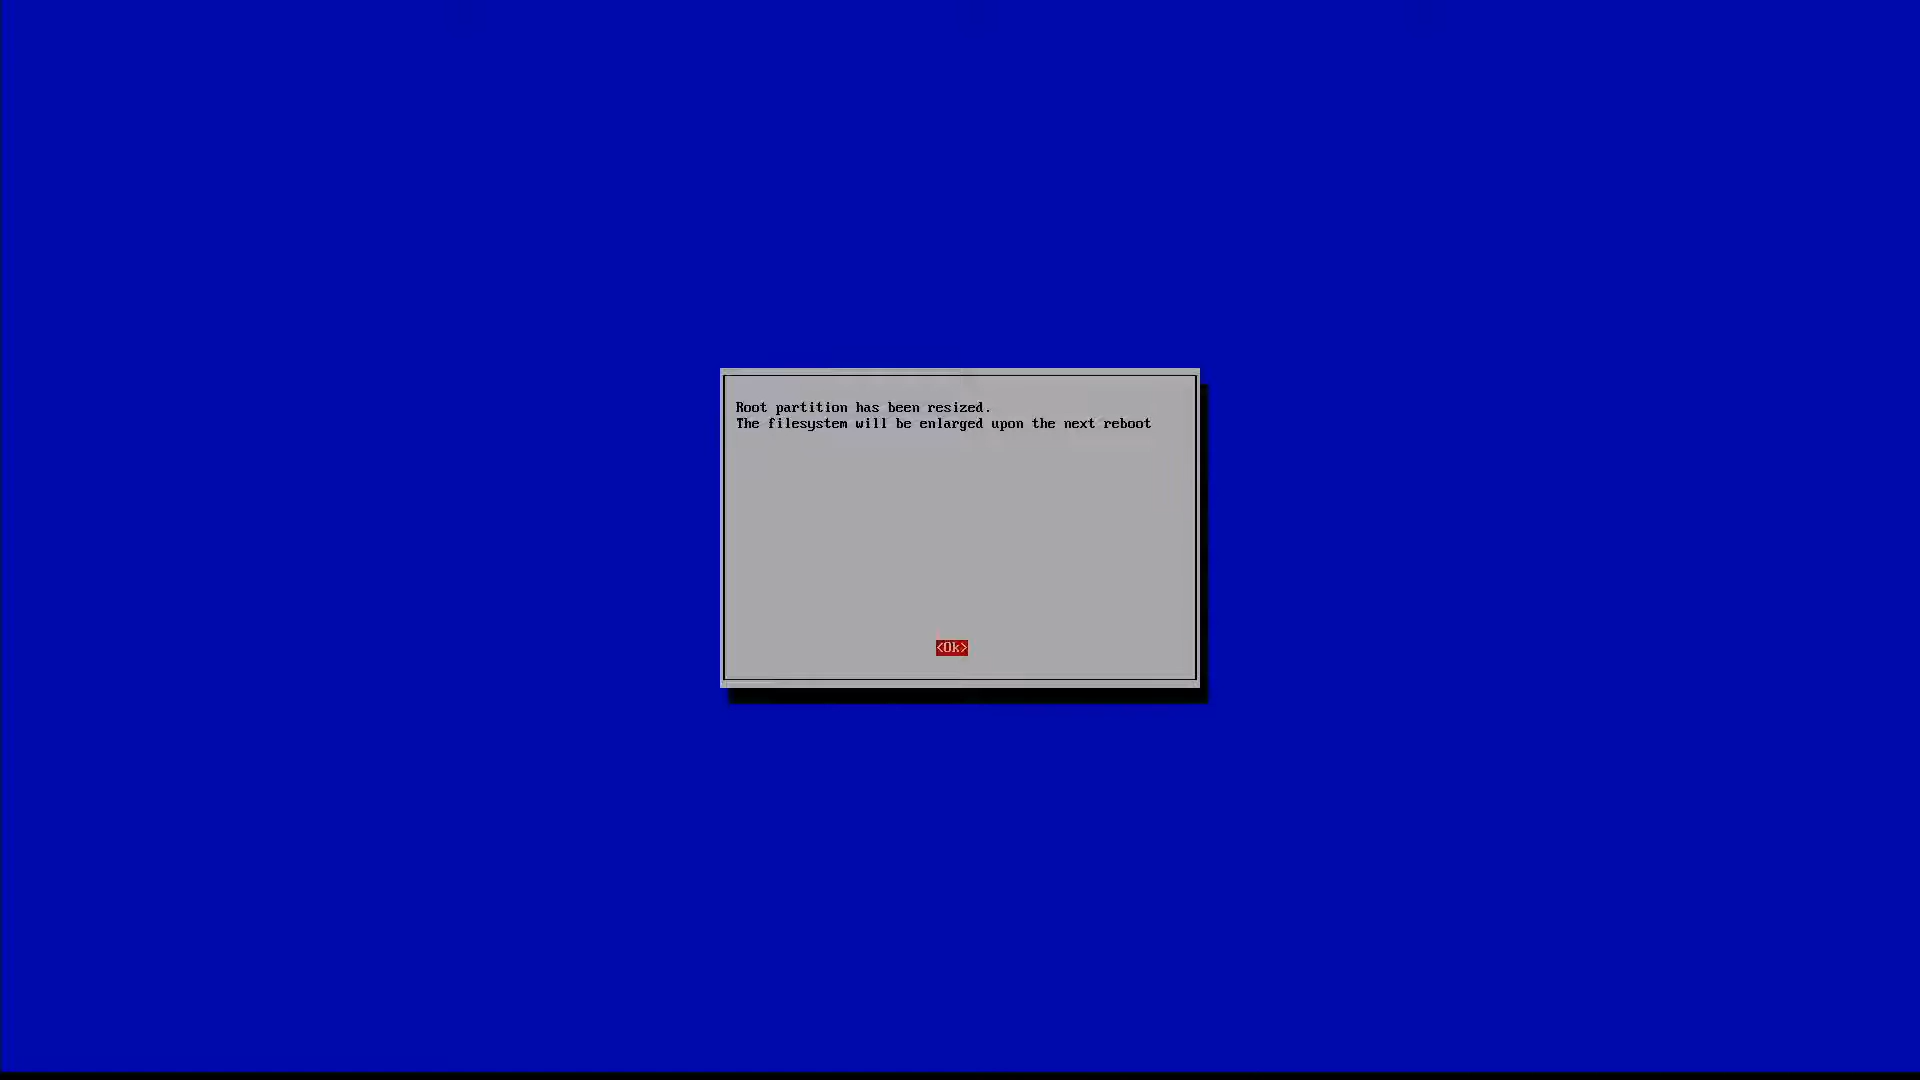 Root partition has been resized.
The filesystem will be enlarged upon the next reboot
<Ok>